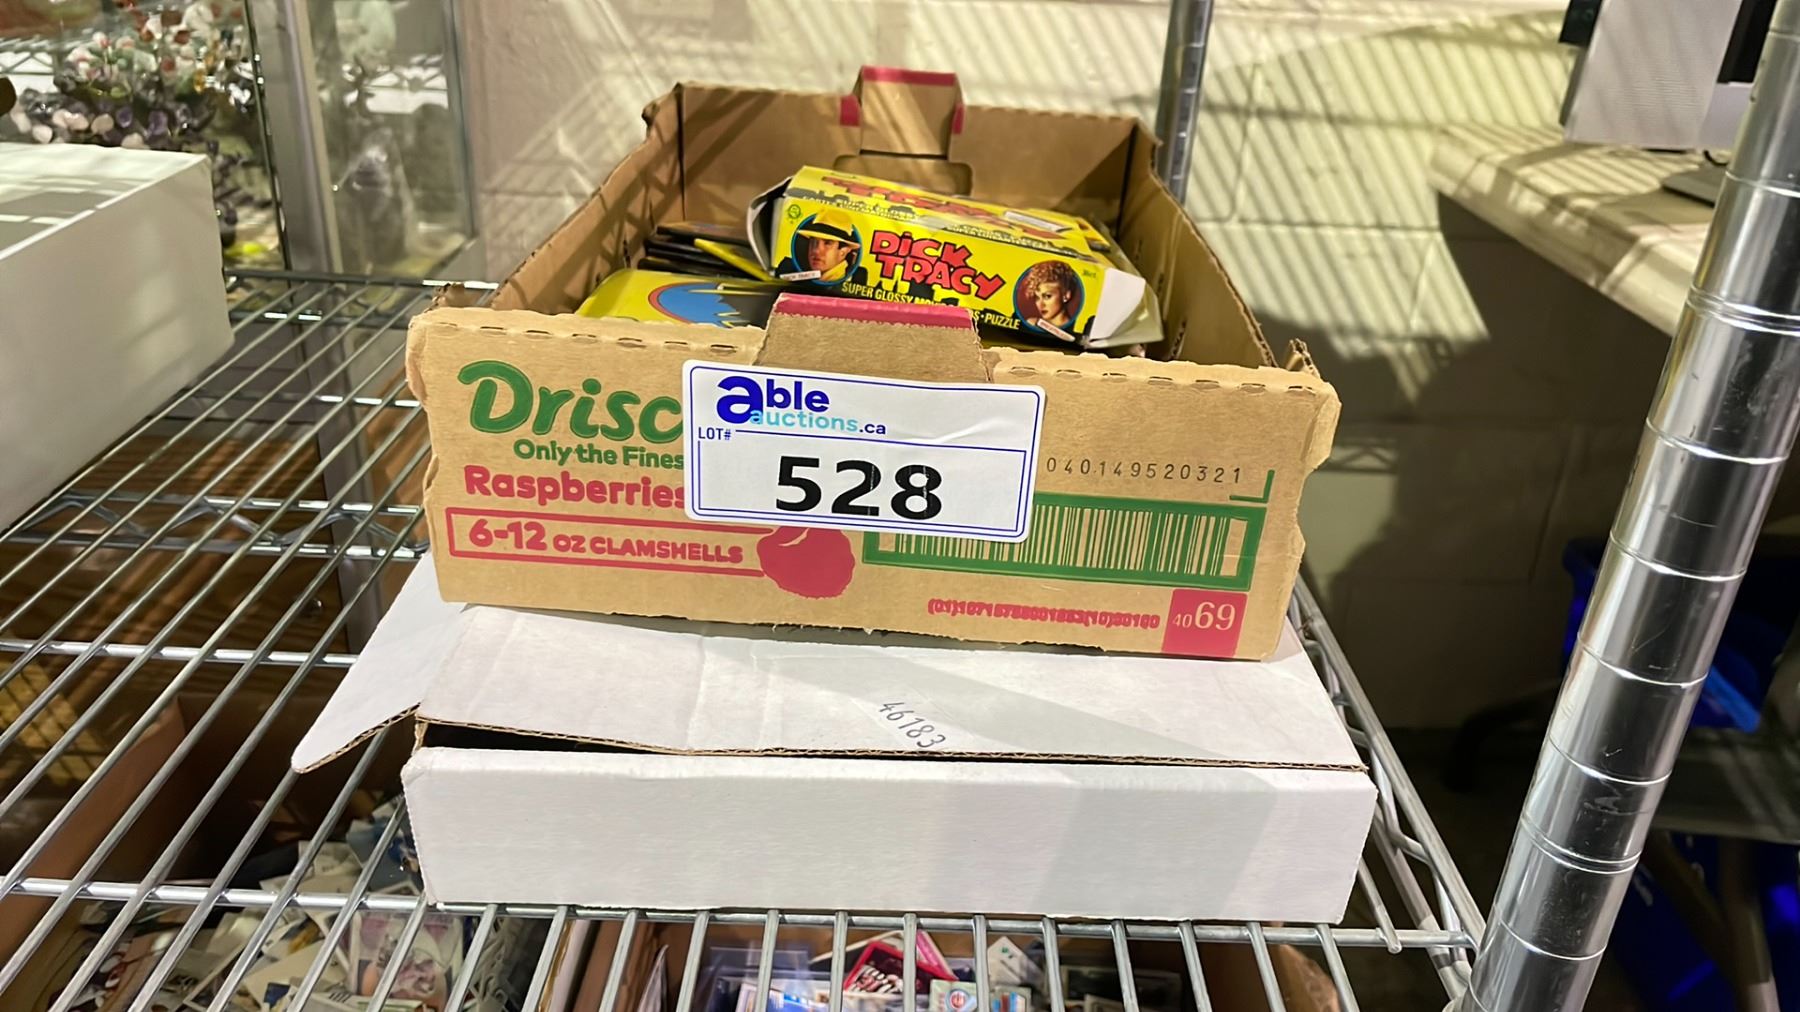 DICK
TRACY
SUPER GLOSSY
PUZZLE
Drisc
Only the Fines
Raspberries
6-12 OZ CLAMSHELLS
able
auctions.ca
LOT#
528
040149520321
4069
46183